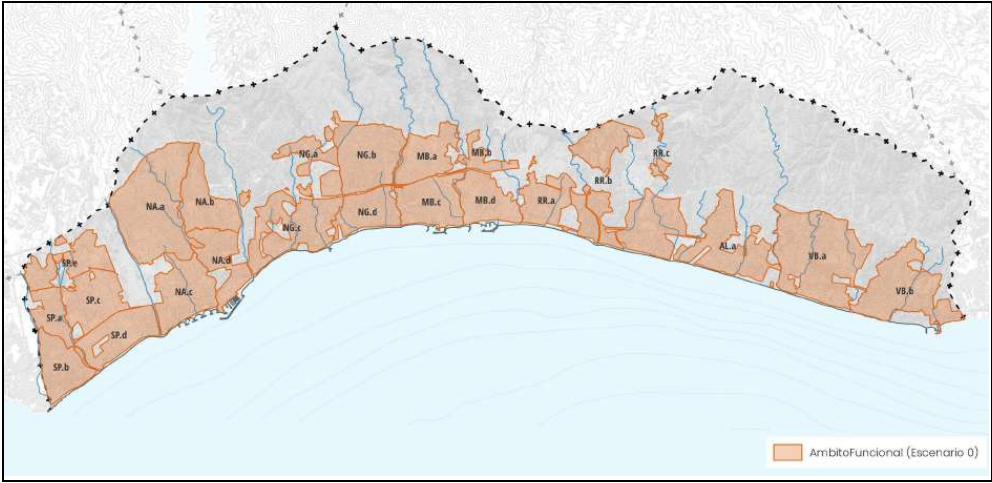 NG.a
NG.b
MB.a
MB.b
RR.c
RR.b
NA.a
NA.b
NG.c
NG.d
MB.c
MB.d
RR.a
AL.a
VB.a
VB.b
NA.d
NA.c
SP.e
SP.c
SP.a
SP.d
SP.b
AmbitoFuncional (Escenario 0)